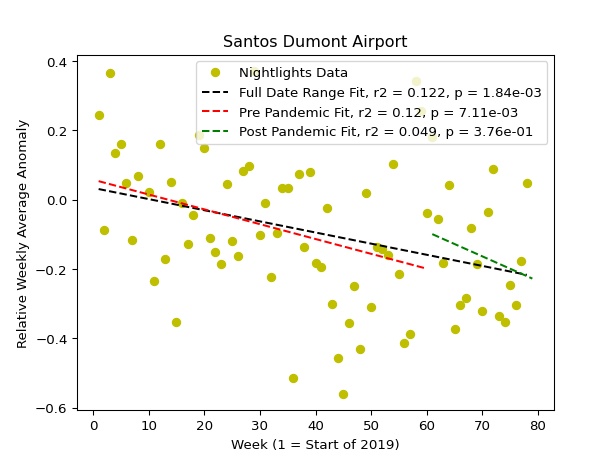 Santos Dumont Airport
Nightlights Data
Full Date Range Fit, r2 = 0.122, p = 1.84e-03
Pre Pandemic Fit, r2 = 0.12, p = 7.11e-03
Post Pandemic Fit, r2 = 0.049, p = 3.76e-01
Relative Weekly Average Anomaly
0.4
0.2
0.0
−0.2
−0.4
−0.6
0 10 20 30 40 50 60 70 80
Week (1 = Start of 2019)